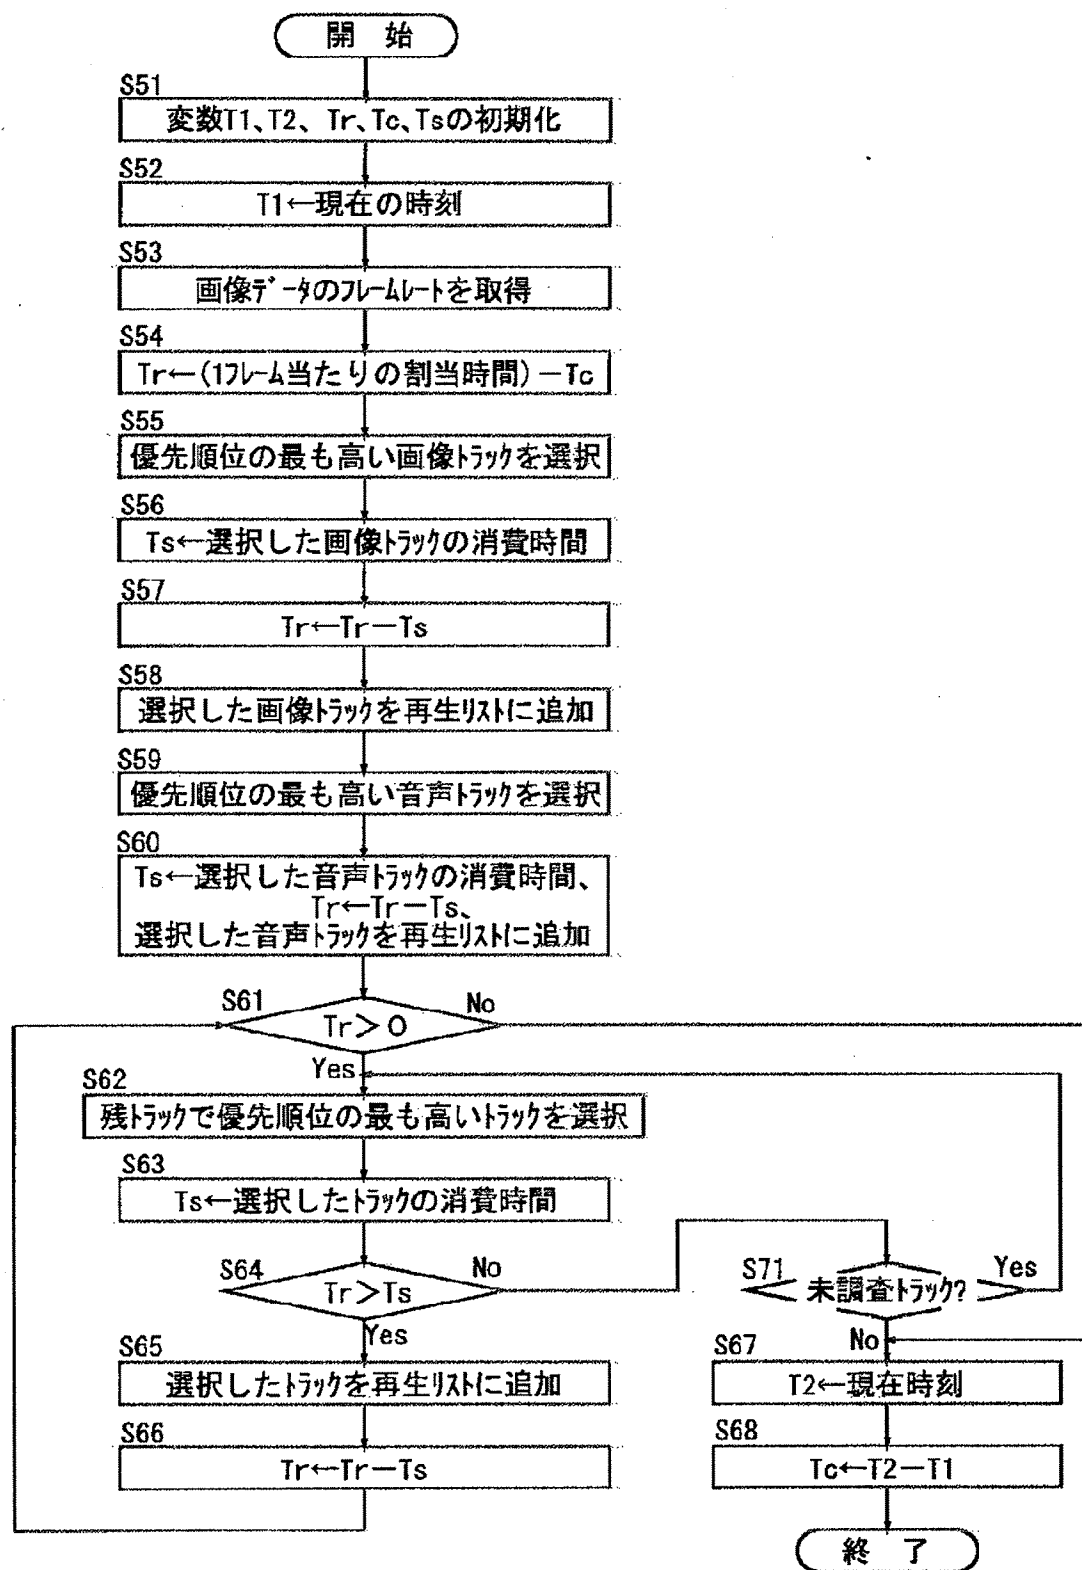 開 始
S51
変数T1、T2、Tr、Tc、Tsの初期化
S52
T1←現在の時刻
S53
画像ﾃﾞｰﾀのﾌﾚｰﾑﾚｰﾄを取得
S54
Tr←(1ﾌﾚｰﾑ当たりの割当時間)－Tc
S55
優先順位の最も高い画像ﾄﾗｯｸを選択
S56
Ts←選択した画像ﾄﾗｯｸの消費時間
S57
Tr←Tr－Ts
S58
選択した画像ﾄﾗｯｸを再生ﾘｽﾄに追加
S59
優先順位の最も高い音声ﾄﾗｯｸを選択
S60
Ts←選択した音声ﾄﾗｯｸの消費時間、
Tr←Tr－Ts、
選択した音声ﾄﾗｯｸを再生ﾘｽﾄに追加
S61
Tr＞0
No
Yes
S62
残ﾄﾗｯｸで優先順位の最も高いﾄﾗｯｸを選択
S63
Ts←選択したﾄﾗｯｸの消費時間
S64
Tr＞Ts
No
Yes
S65
選択したﾄﾗｯｸを再生ﾘｽﾄに追加
S66
Tr←Tr－Ts
S71
未調査ﾄﾗｯｸ?
Yes
No
S67
T2←現在時刻
S68
Tc←T2－T1
終 了